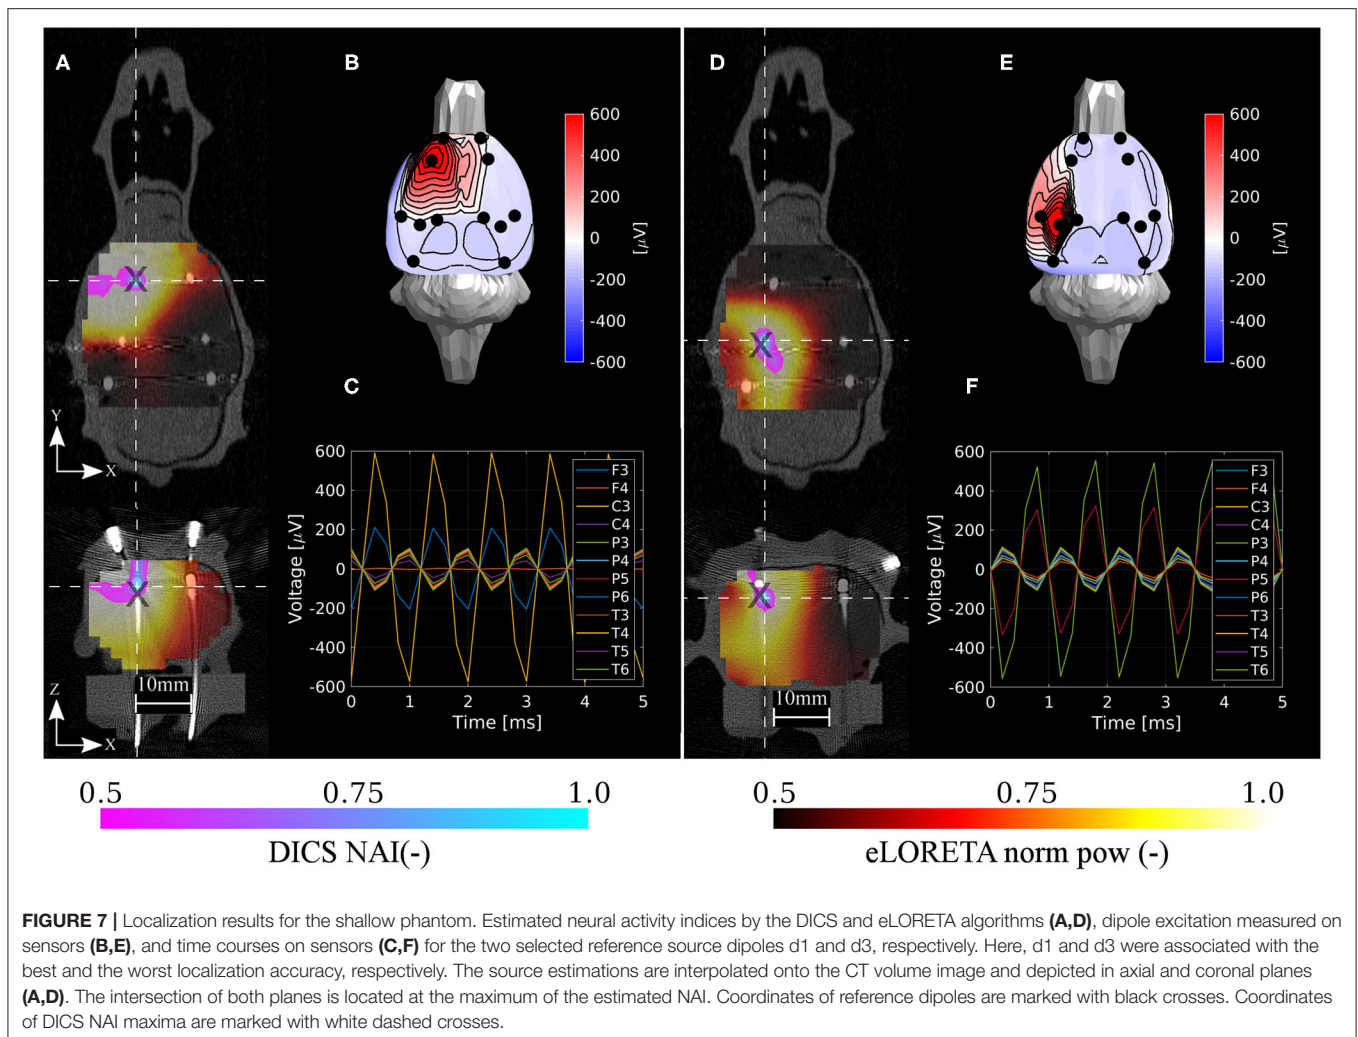 A
B
600
400
200
0
-200
-400
-600
[µV]
Y
X
C
600
400
200
0
-200
-400
-600
Voltage [µV]
0 1 2 3 4 5
Time [ms]
F3
F4
C3
C4
P3
P4
P5
P6
T3
T4
T5
T6
Z
X
10mm
D
E
600
400
200
0
-200
-400
-600
[µV]
F
600
400
200
0
-200
-400
-600
Voltage [µV]
0 1 2 3 4 5
Time [ms]
F3
F4
C3
C4
P3
P4
P5
P6
T3
T4
T5
T6
10mm
0.5 0.75 1.0
DICS NAI(-)
0.5 0.75 1.0
eLORETA norm pow (-)
FIGURE 7 | Localization results for the shallow phantom. Estimated neural activity indices by the DICS and eLORETA algorithms (A,D), dipole excitation measured on
sensors (B,E), and time courses on sensors (C,F) for the two selected reference source dipoles d1 and d3, respectively. Here, d1 and d3 were associated with the
best and the worst localization accuracy, respectively. The source estimations are interpolated onto the CT volume image and depicted in axial and coronal planes
(A,D). The intersection of both planes is located at the maximum of the estimated NAI. Coordinates of reference dipoles are marked with black crosses. Coordinates
of DICS NAI maxima are marked with white dashed crosses.